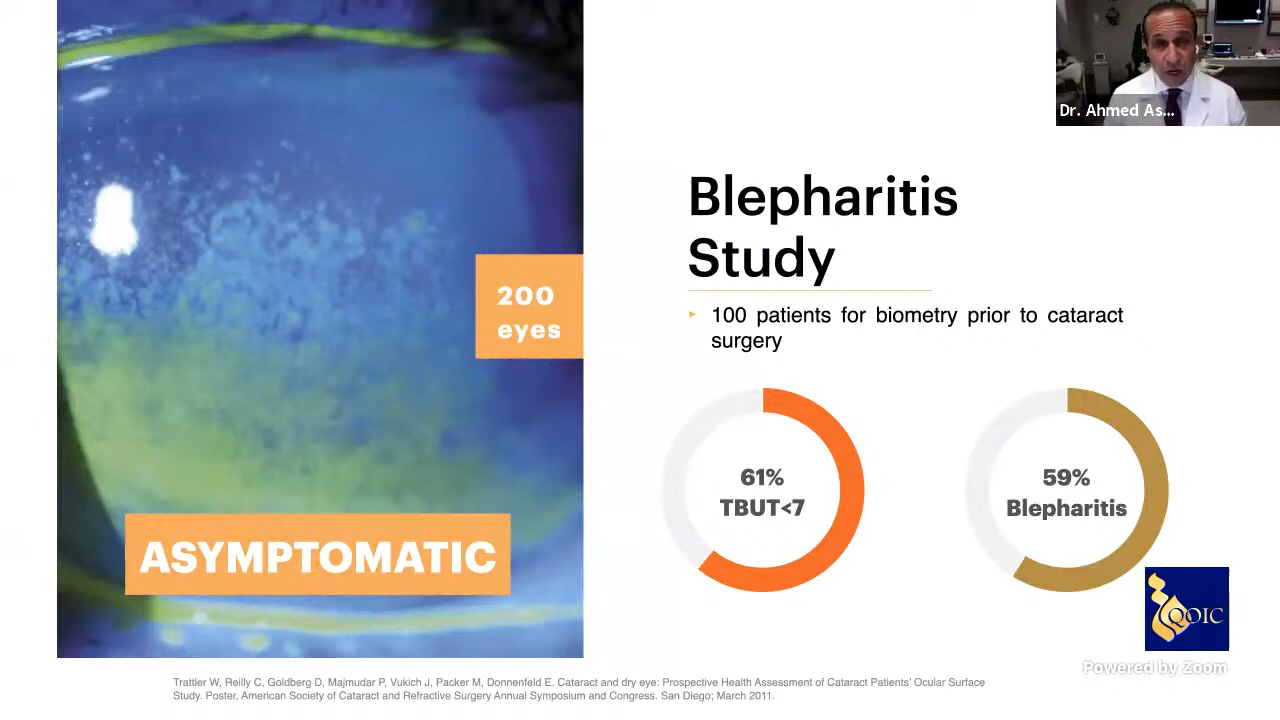 Dr. Ahmed As...
Blepharitis
Study
200
eyes
100 patients for biometry prior to cataract
surgery
61%
TBUT<7
59%
Blepharitis
ASYMPTOMATIC
QOIC
Powered by Zoom
Trattler W, Reilly C, Goldberg D, Majmudar P, Vukich J, Packer M, Donnenfeld E. Cataract and dry eye: Prospective Health Assessment of Cataract Patients' Ocular Surface
Study. Poster, American Society of Cataract and Refractive Surgery Annual Symposium and Congress. San Diego; March 2011.